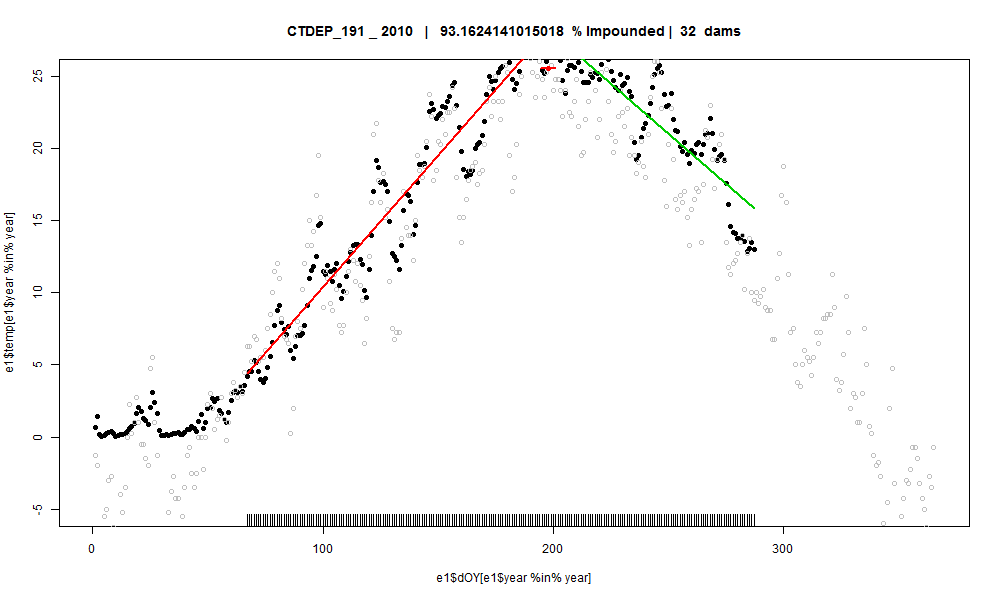 CTDEP_191 _ 2010 | 93.1624141015018 % Impounded | 32 dams
e1$temp[e1$year %in% year]
25
20
15
10
5
0
-5
0 100 200 300
e1$dOY[e1$year %in% year]